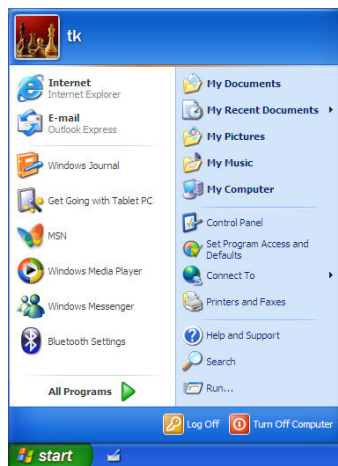 tk
Internet
Internet Explorer
E-mail
Outlook Express
Windows Journal
Get Going with Tablet PC
MSN
Windows Media Player
Windows Messenger
Bluetooth Settings
All Programs
My Documents
My Recent Documents
My Pictures
My Music
My Computer
Control Panel
Set Program Access and
Defaults
Connect To
Printers and Faxes
Help and Support
Search
Run...
Log Off
Turn Off Computer
start